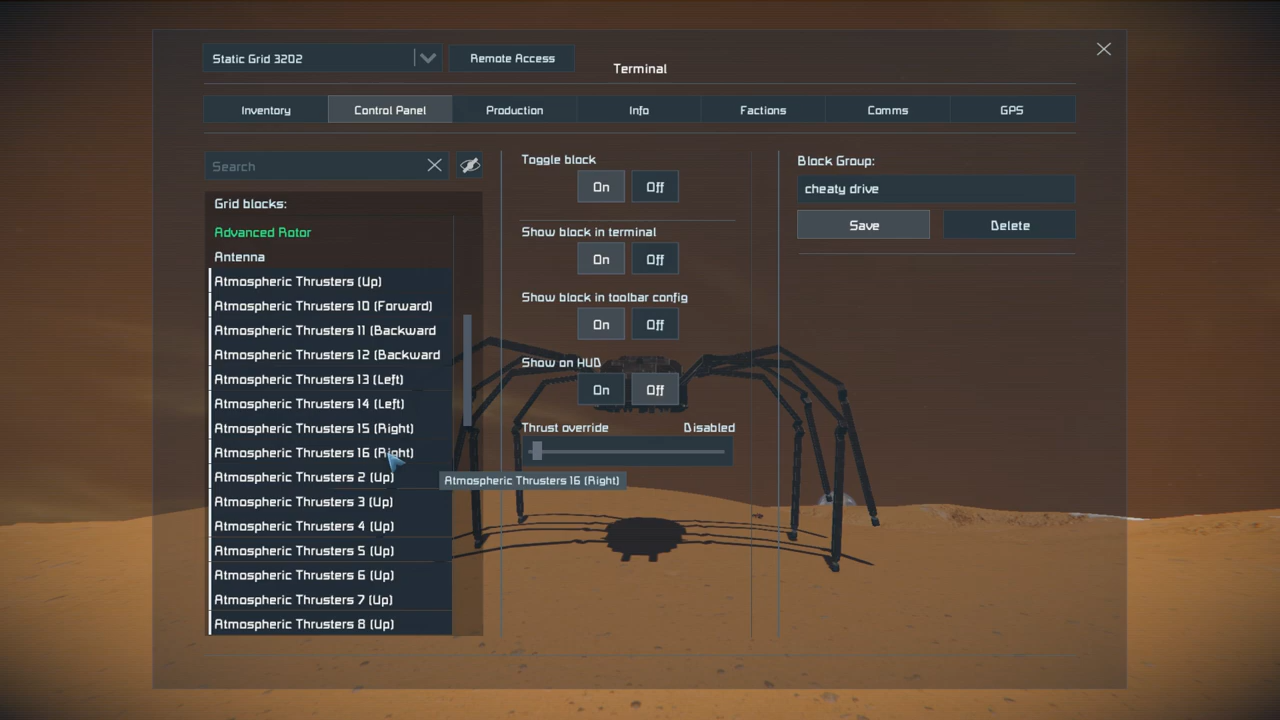 Static Grid 3202
Remote Access
Terminal
Inventory
Control Panel
Production
Info
Factions
Comms
GPS
Search
Grid blocks:
Advanced Rotor
Antenna
Atmospheric Thrusters (Up)
Atmospheric Thrusters 10 (Forward)
Atmospheric Thrusters 11 (Backward
Atmospheric Thrusters 12 (Backward
Atmospheric Thrusters 13 (Left)
Atmospheric Thrusters 14 (Left)
Atmospheric Thrusters 15 (Right)
Atmospheric Thrusters 16 (Right)
Atmospheric Thrusters 2 (Up)
Atmospheric Thrusters 3 (Up)
Atmospheric Thrusters 4 (Up)
Atmospheric Thrusters 5 (Up)
Atmospheric Thrusters 6 (Up)
Atmospheric Thrusters 7 (Up)
Atmospheric Thrusters 8 (Up)
Toggle block
On Off
Show block in terminal
On Off
Show block in toolbar config
On Off
Show on HUD
On Off
Thrust override Disabled
Atmospheric Thrusters 16 (Right)
Block Group:
cheaty drive
Save Delete